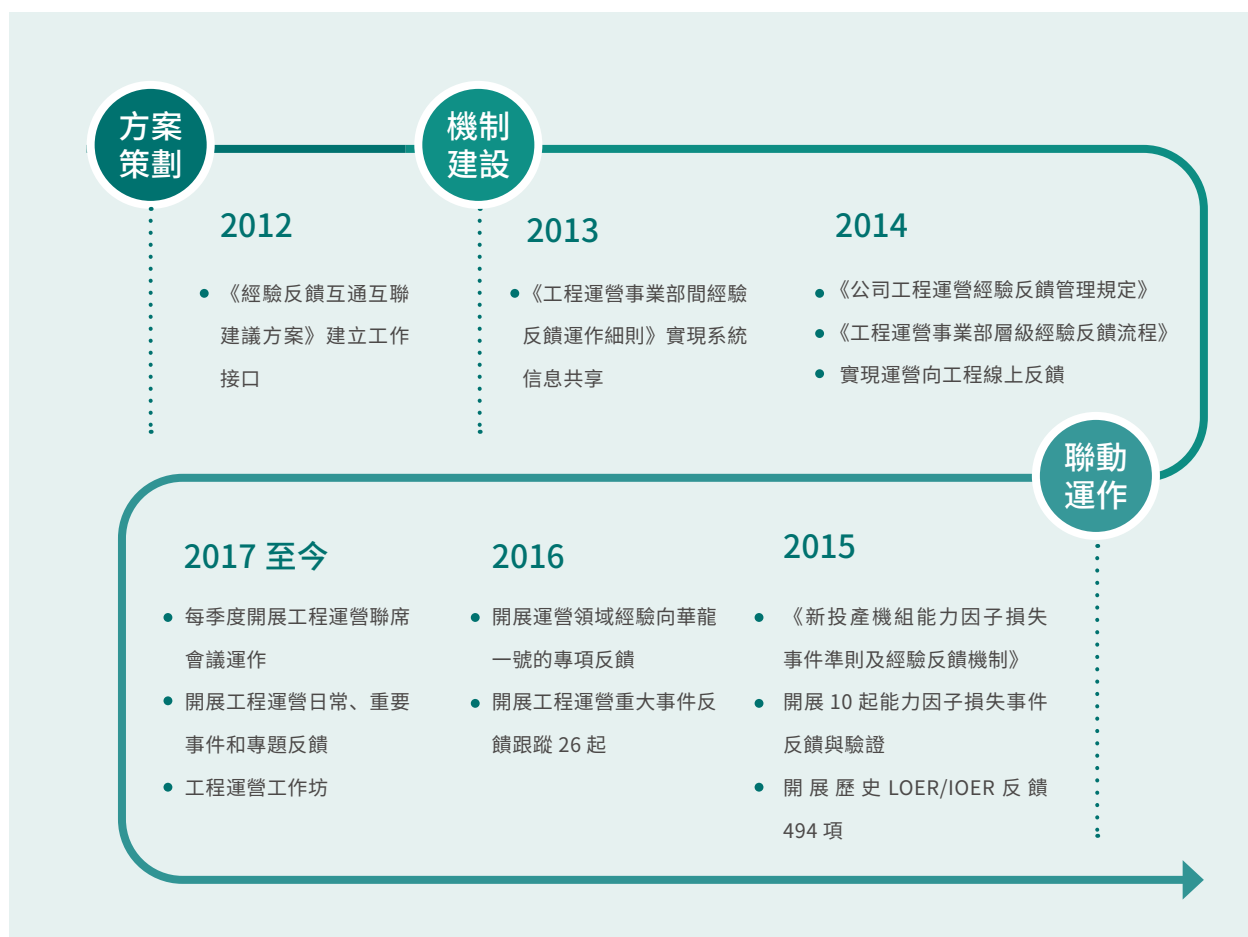 方案
策劃
2012
《經驗反饋互通互聯
建議方案》建立工作
接口
機制
建設
2013
《工程運營事業部間經驗
反饋運作細則》實現系統
信息共享
2014
《公司工程運營經驗反饋管理規定》
《工程運營事業部層級經驗反饋流程》
實現運營向工程線上反饋
聯動
運作
2015
《新投產機組能力因子損失
事件準則及經驗反饋機制》
開展 10 起能力因子損失事件
反饋與驗證
開展歷史 LOER/IOER 反饋
494 項
2016
開展運營領域經驗向華龍
一號的專項反饋
開展工程運營重大事件反
饋跟蹤 26 起
2017 至今
每季度開展工程運營聯席
會議運作
開展工程運營日常、重要
事件和專題反饋
工程運營工作坊